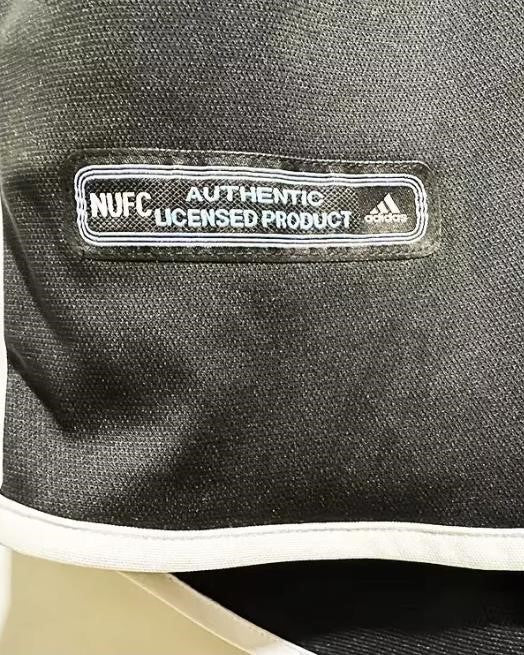 NUFC
AUTHENTIC
LICENSED PRODUCT
adidas